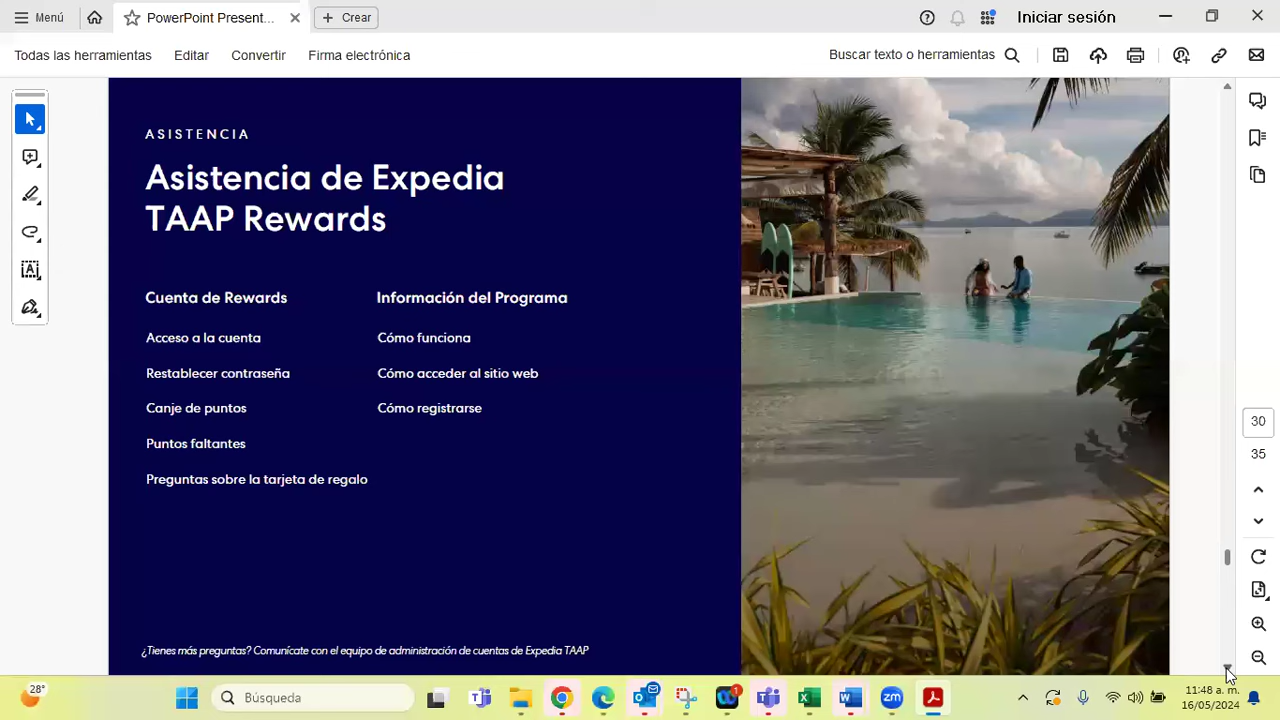 Menú
PowerPoint Present...
Crear
Iniciar sesión
Todas las herramientas
Editar
Convertir
Firma electrónica
Buscar texto o herramientas
ASISTENCIA
Asistencia de Expedia
TAAP Rewards
Cuenta de Rewards
Acceso a la cuenta
Restablecer contraseña
Canje de puntos
Puntos faltantes
Preguntas sobre la tarjeta de regalo
Información del Programa
Cómo funciona
Cómo acceder al sitio web
Cómo registrarse
¿Tienes más preguntas? Comunícate con el equipo de administración de cuentas de Expedia TAAP
30
35
28°
Búsqueda
1
11:48 a. m.
16/05/2024